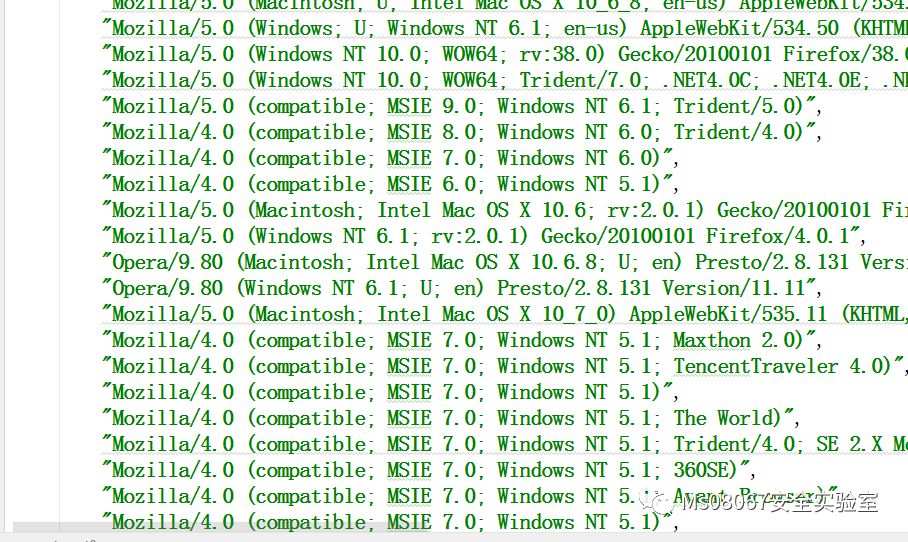 "Mozilla/5.0 (Macintosh; U; Intel Mac OS X 10_6_8; en-us) AppleWebKit/534.
"Mozilla/5.0 (Windows; U; Windows NT 6.1; en-us) AppleWebKit/534.50 (KHTML
"Mozilla/5.0 (Windows NT 10.0; WOW64; rv:38.0) Gecko/20100101 Firefox/38.0
"Mozilla/5.0 (Windows NT 10.0; WOW64; Trident/7.0; .NET4.0C; .NET4.0E; .NE
"Mozilla/5.0 (compatible; MSIE 9.0; Windows NT 6.1; Trident/5.0)",
"Mozilla/4.0 (compatible; MSIE 8.0; Windows NT 6.0; Trident/4.0)",
"Mozilla/4.0 (compatible; MSIE 7.0; Windows NT 6.0)",
"Mozilla/4.0 (compatible; MSIE 6.0; Windows NT 5.1)",
"Mozilla/5.0 (Macintosh; Intel Mac OS X 10.6; rv:2.0.1) Gecko/20100101 Fi
"Mozilla/5.0 (Windows NT 6.1; rv:2.0.1) Gecko/20100101 Firefox/4.0.1",
"Opera/9.80 (Macintosh; Intel Mac OS X 10.6.8; U; en) Presto/2.8.131 Versi
"Opera/9.80 (Windows NT 6.1; U; en) Presto/2.8.131 Version/11.11",
"Mozilla/5.0 (Macintosh; Intel Mac OS X 10_7_0) AppleWebKit/535.11 (KHTML,
"Mozilla/4.0 (compatible; MSIE 7.0; Windows NT 5.1; Maxthon 2.0)",
"Mozilla/4.0 (compatible; MSIE 7.0; Windows NT 5.1; TencentTraveler 4.0)",
"Mozilla/4.0 (compatible; MSIE 7.0; Windows NT 5.1)",
"Mozilla/4.0 (compatible; MSIE 7.0; Windows NT 5.1; The World)",
"Mozilla/4.0 (compatible; MSIE 7.0; Windows NT 5.1; Trident/4.0; SE 2.X Me
"Mozilla/4.0 (compatible; MSIE 7.0; Windows NT 5.1; 360SE)",
"Mozilla/4.0 (compatible; MSIE 7.0; Windows NT 5.1; Avant Browser)",
Ms08067安全实验室
"Mozilla/4.0 (compatible; MSIE 7.0; Windows NT 5.1)",